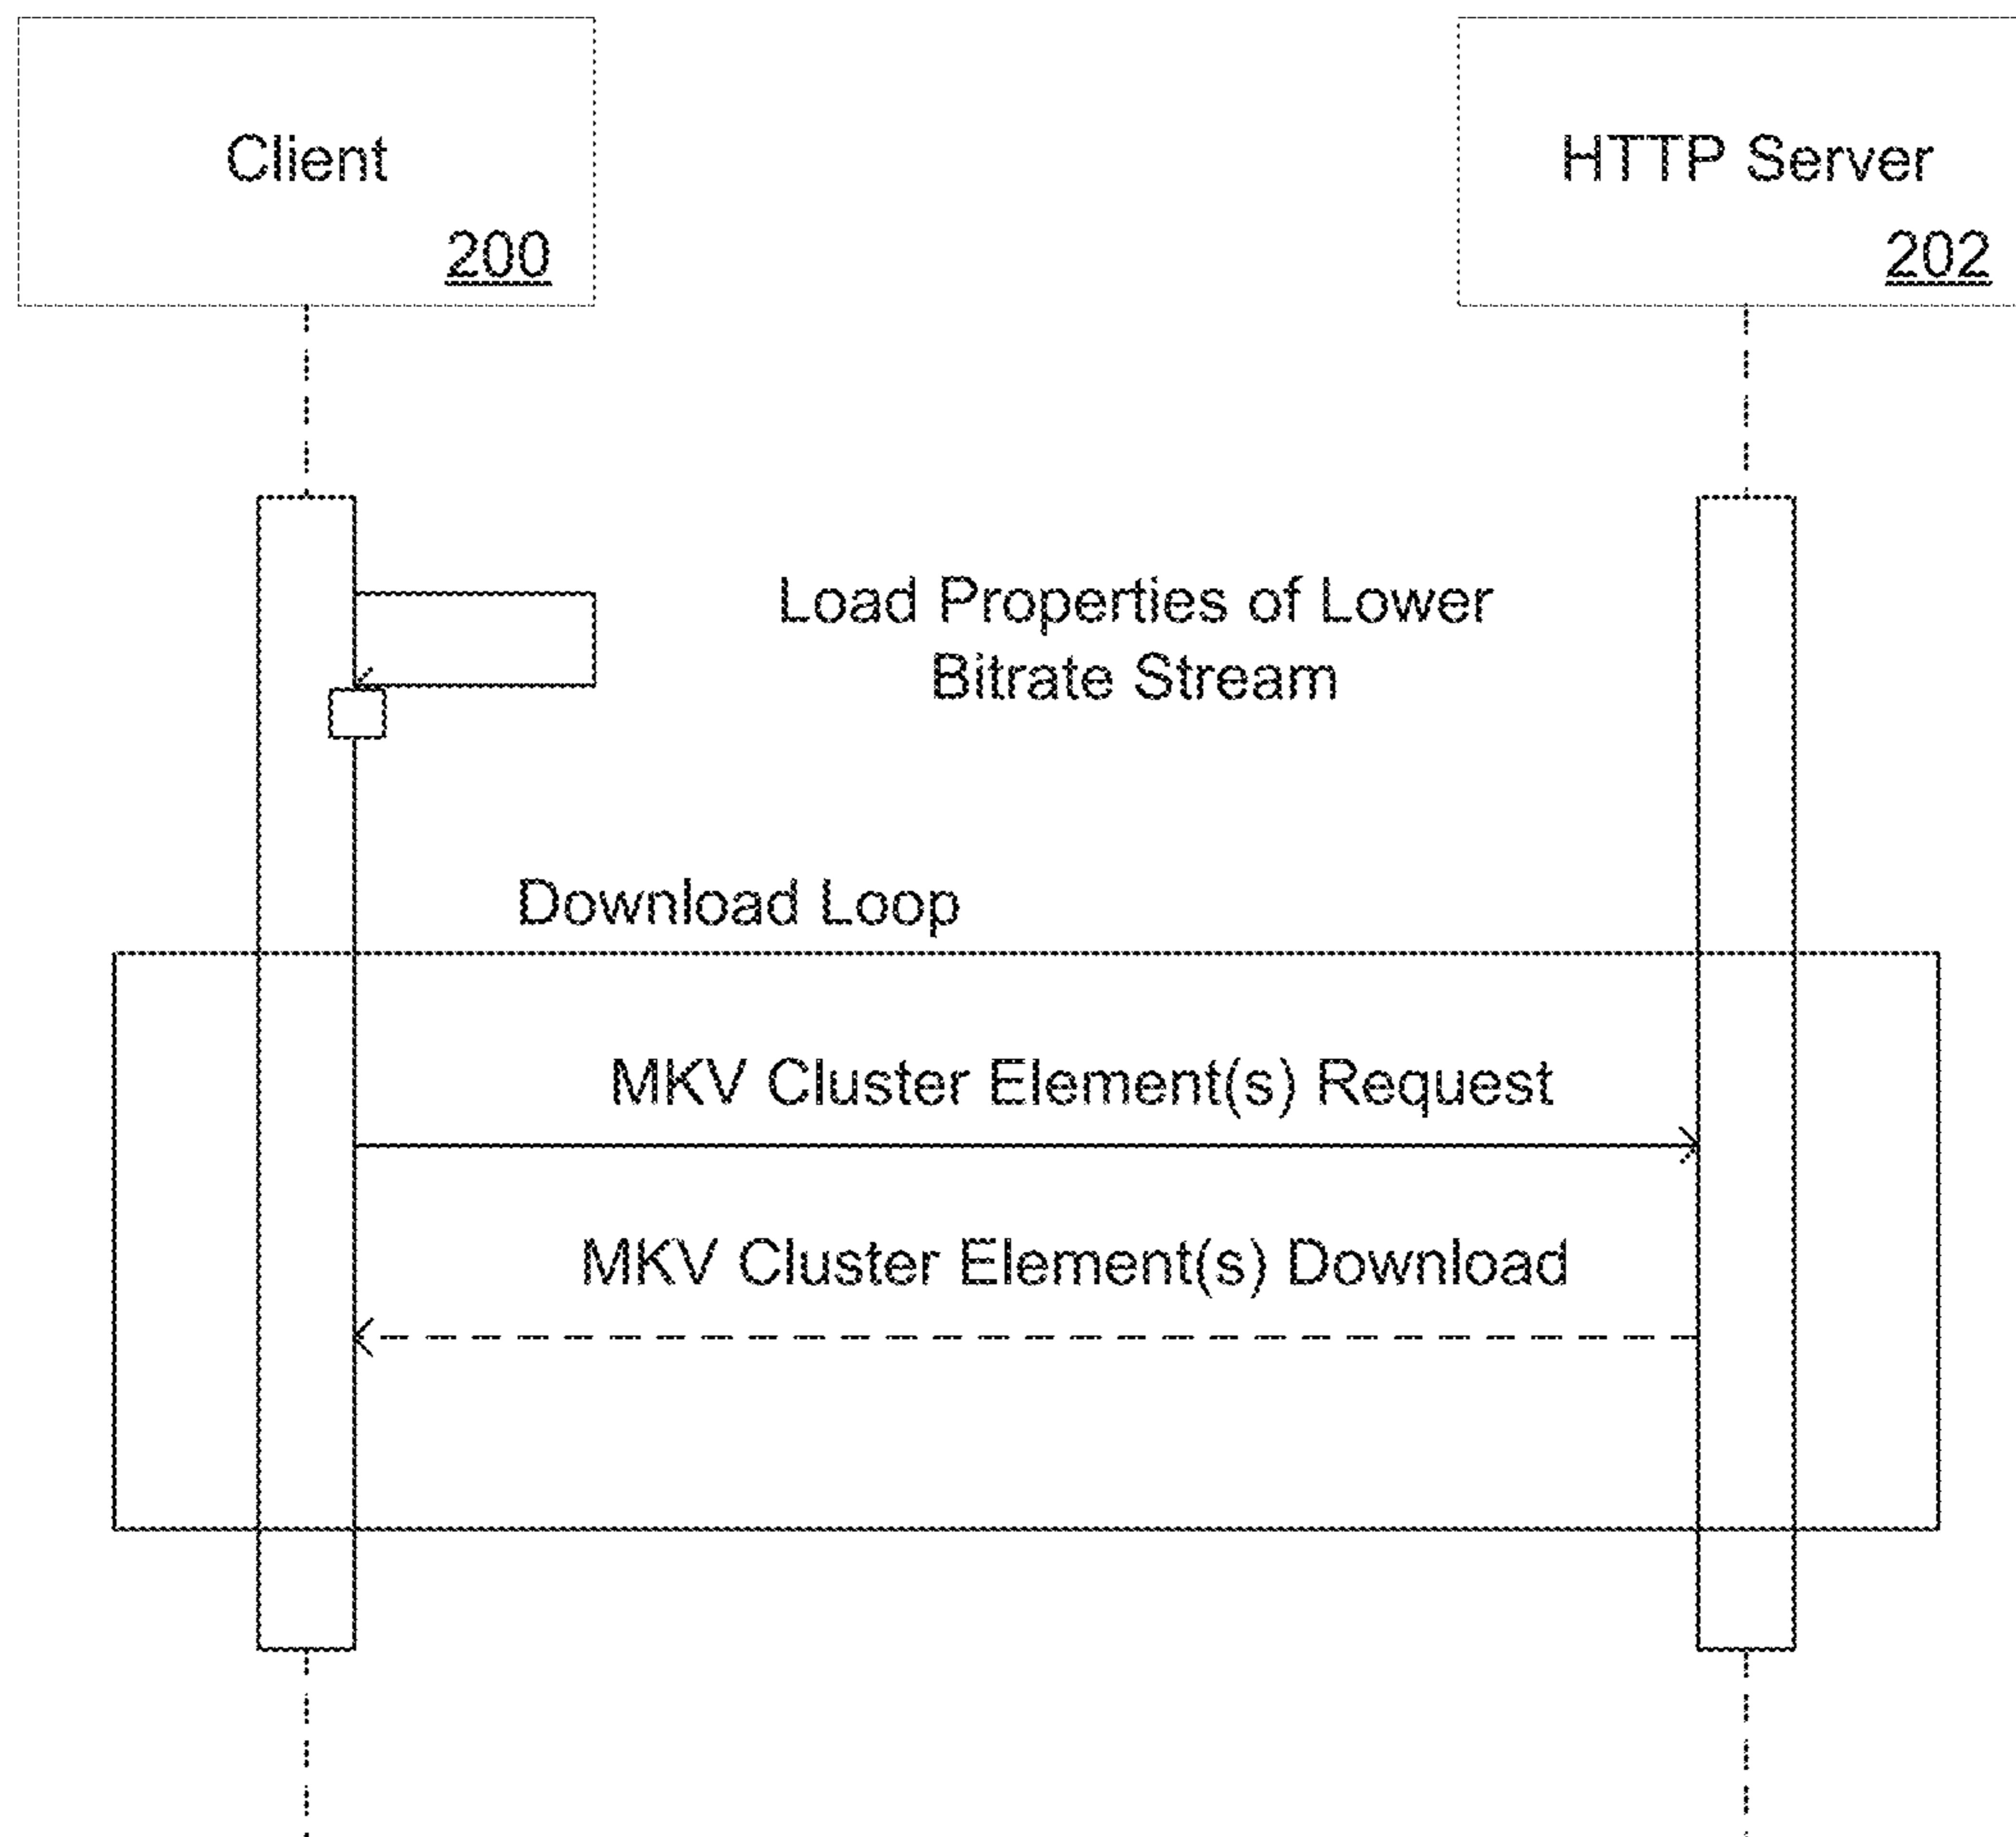 Client
200
HTTP Server
202
Load Properties of Lower
Bitrate Stream
Download Loop
MKV Cluster Element(s) Request
MKV Cluster Element(s) Download